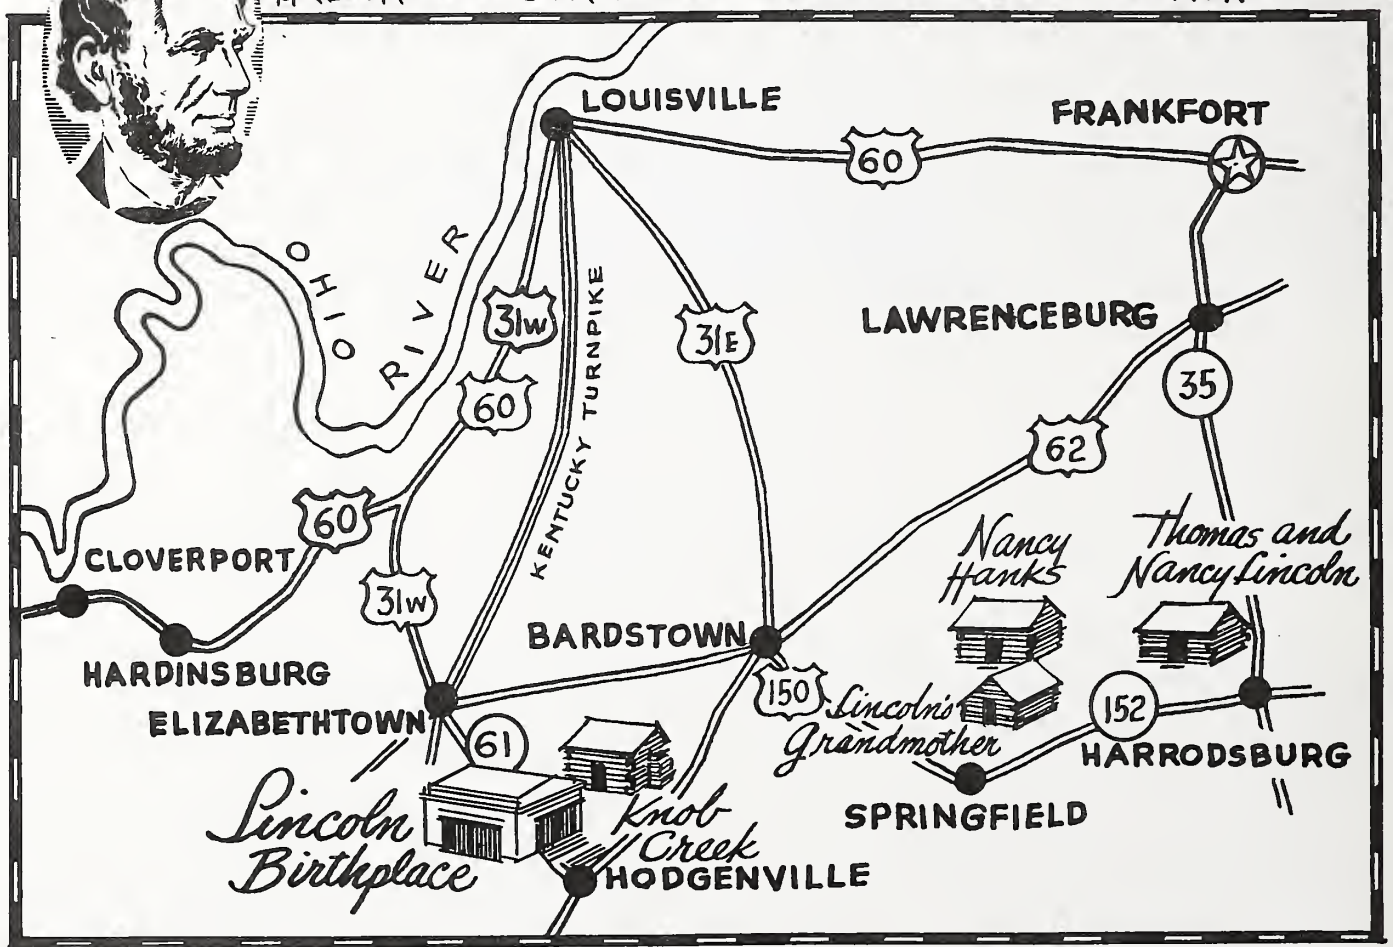 LOUISVILLE
FRANKFORT
60
OHIO
RIVER
31W
60
KENTUCKY TURNPIKE
31E
LAWRENCEBURG
35
62
60
CLOVERPORT
Nancy
Hanks
Thomas and
Nancy Lincoln
31W
HARDINSBURG
BARDSTOWN
ELIZABETHTOWN
150
Lincoln's
Grandmother
152
HARRODSBURG
61
SPRINGFIELD
Lincoln
Birthplace
Knob
Creek
HODGENVILLE